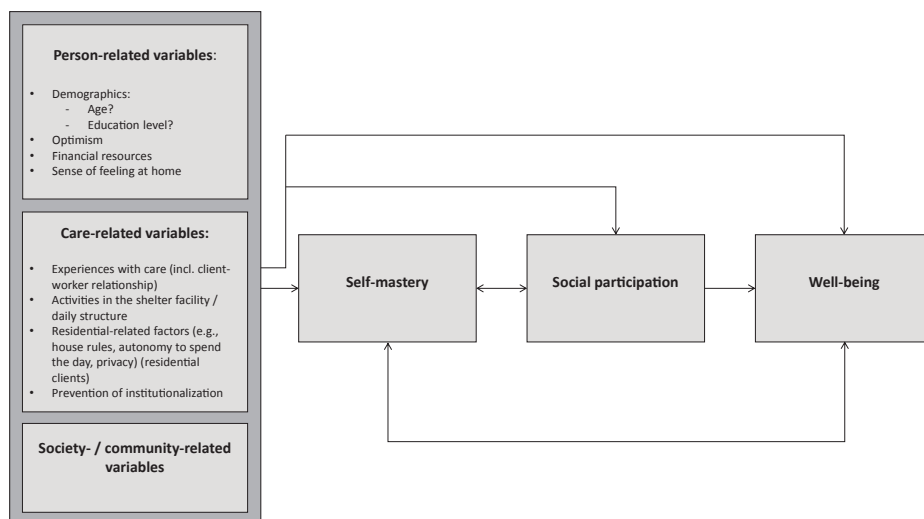 Person-related variables:
• Demographics:
- Age?
- Education level?
• Optimism
• Financial resources
• Sense of feeling at home
Care-related variables:
• Experiences with care (incl. client-
worker relationship)
• Activities in the shelter facility /
daily structure
• Residential-related factors (e.g.,
house rules, autonomy to spend
the day, privacy) (residential
clients)
• Prevention of institutionalization
Society- / community-related
variables
Self-mastery
Social participation
Well-being